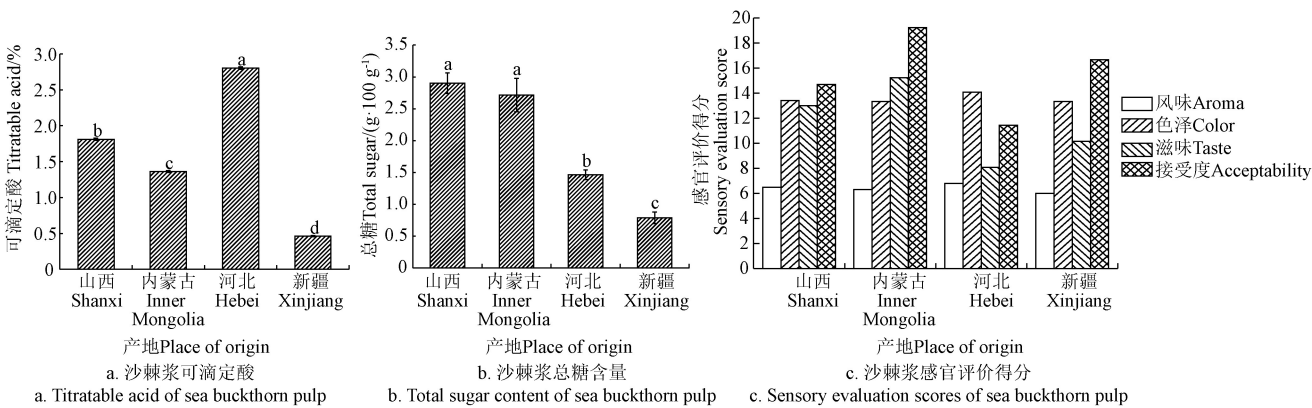 可滴定酸 Titratable acid/%
3.0
2.5
2.0
1.5
1.0
0.5
0
b
c
a
d
山西 内蒙古 河北 新疆
Shanxi Inner Hebei Xinjiang
Mongolia
产地Place of origin
a. 沙棘浆可滴定酸
a. Titratable acid of sea buckthorn pulp
总糖Total sugar/(g·100 g⁻¹)
3.5
3.0
2.5
2.0
1.5
1.0
0.5
0
a
a
b
c
山西 内蒙古 河北 新疆
Shanxi Inner Hebei Xinjiang
Mongolia
产地Place of origin
b. 沙棘浆总糖含量
b. Total sugar content of sea buckthorn pulp
感官评价得分
Sensory evaluation score
20
18
16
14
12
10
8
6
4
2
0
山西 内蒙古 河北 新疆
Shanxi Inner Hebei Xinjiang
Mongolia
产地Place of origin
风味Aroma
色泽Color
滋味Taste
接受度Acceptability
c. 沙棘浆感官评价得分
c. Sensory evaluation scores of sea buckthorn pulp